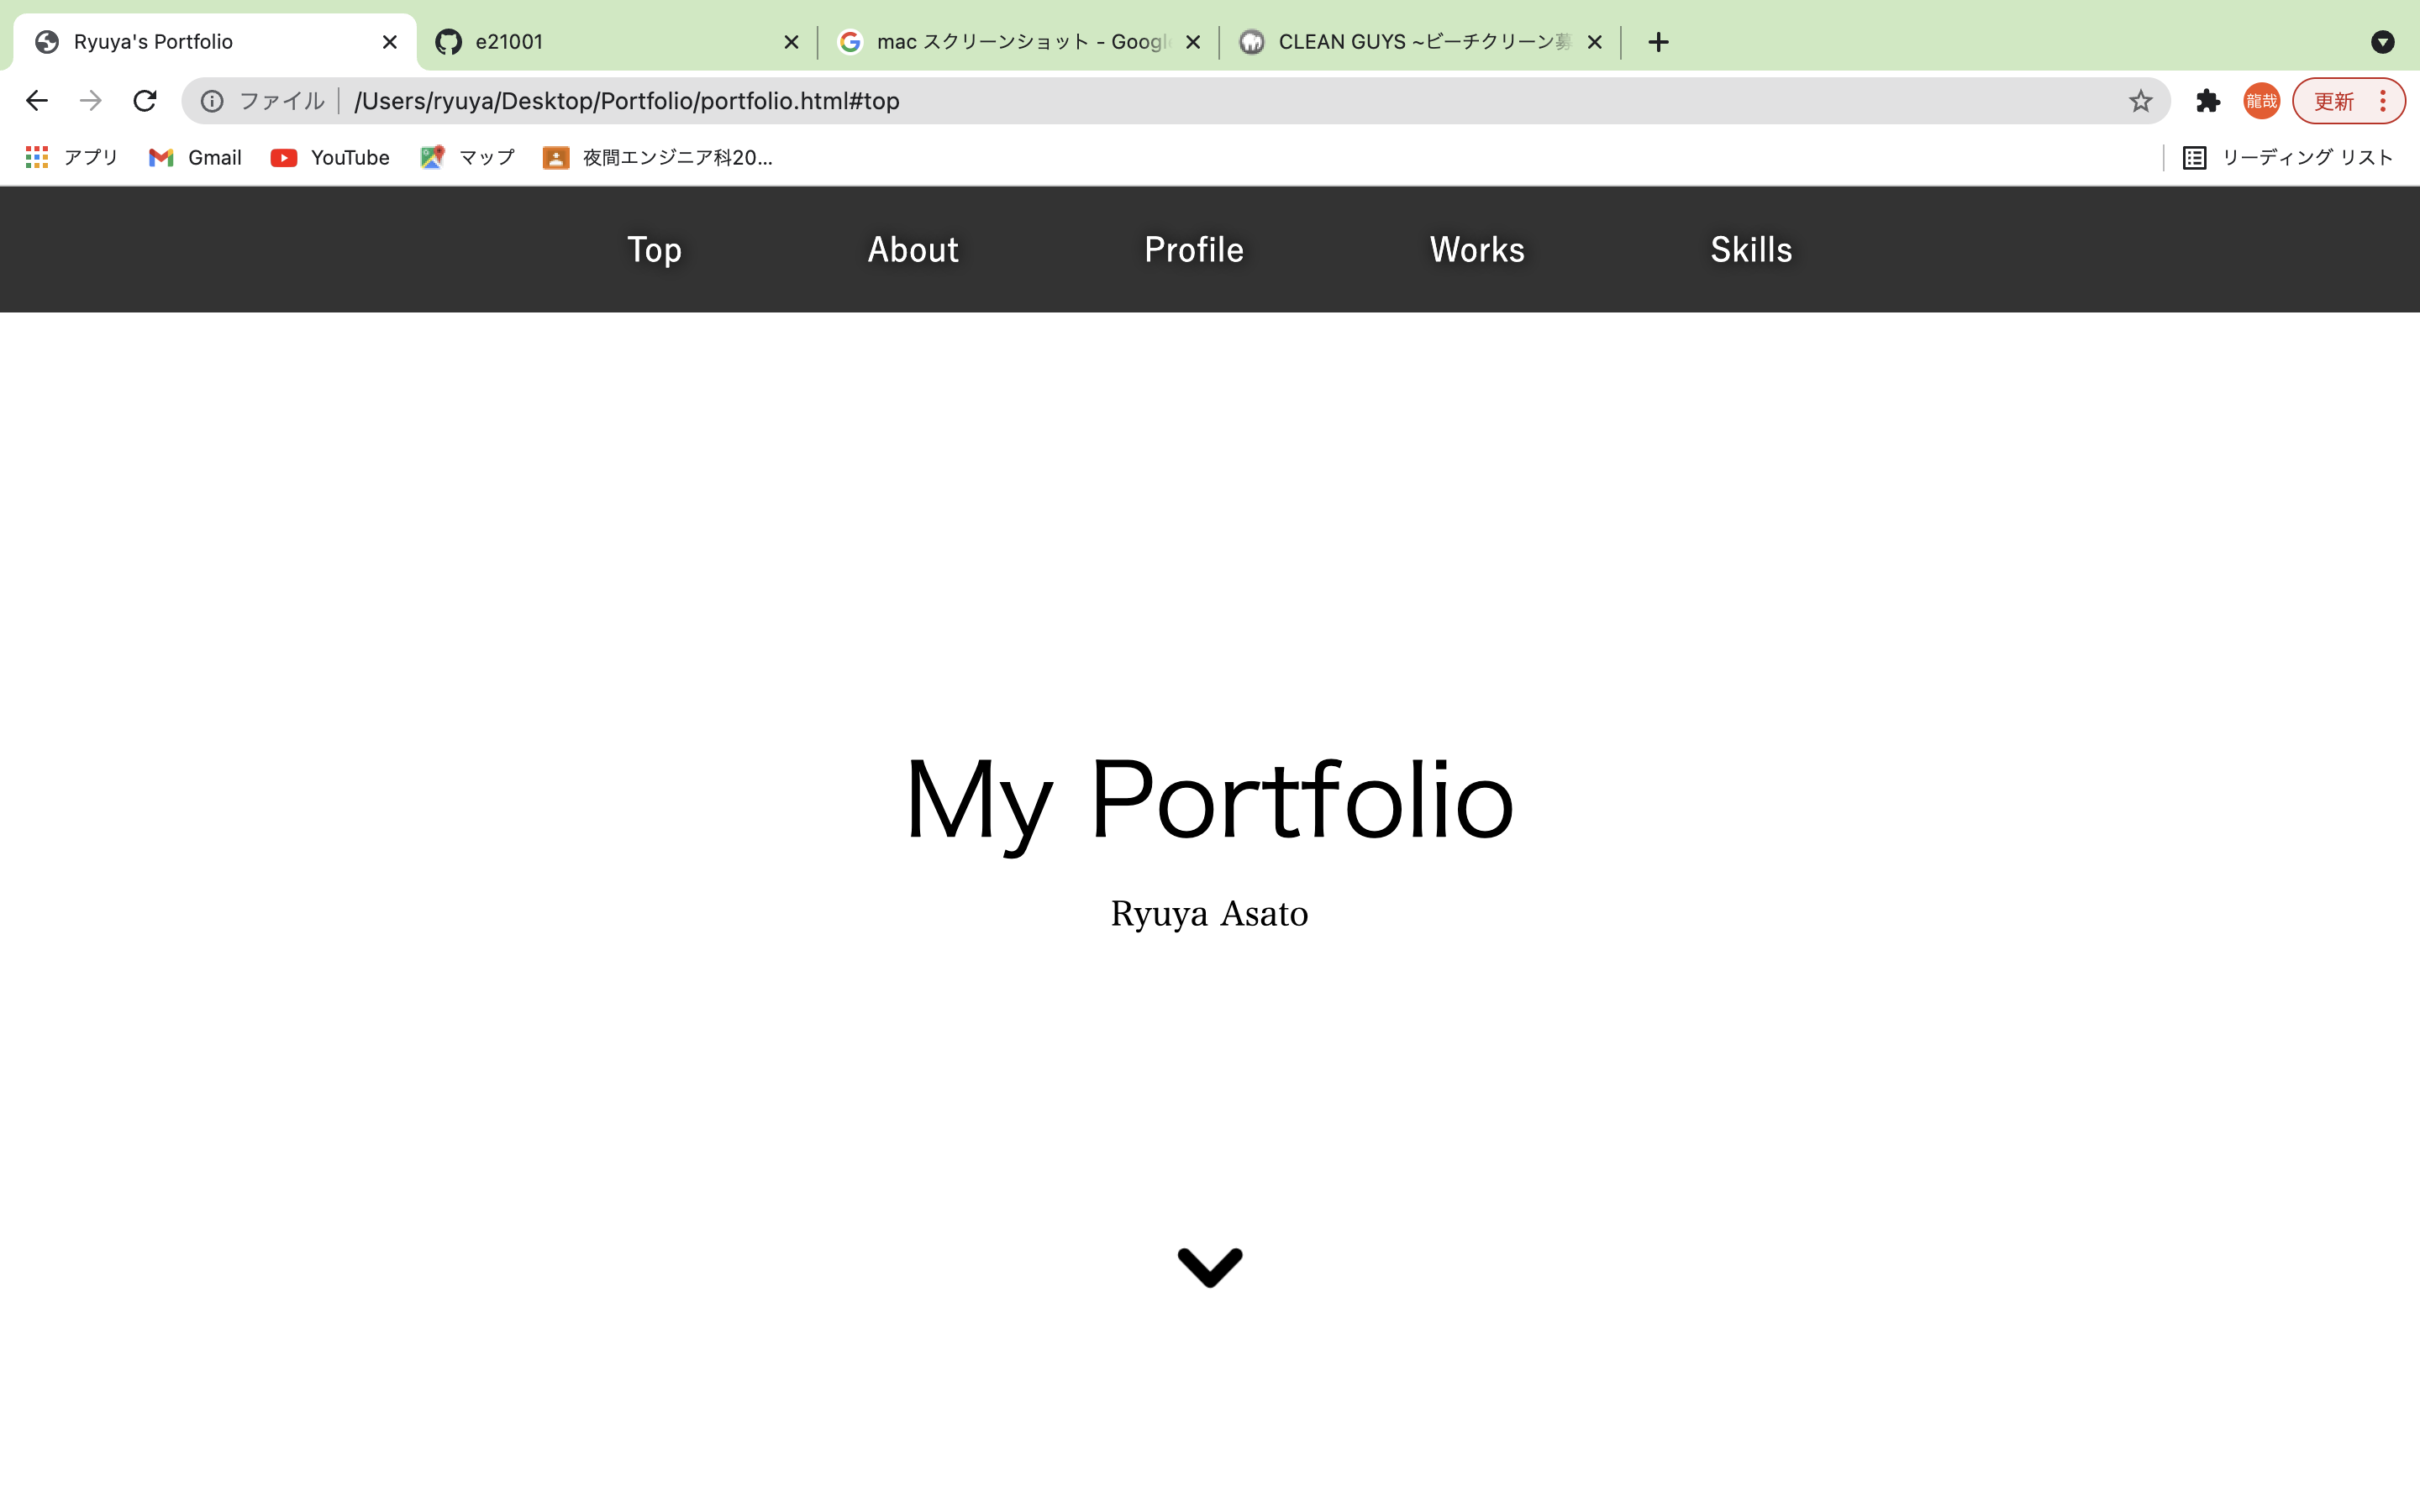 Ryuya's Portfolio
e21001
mac スクリーンショット - Googl
CLEAN GUYS ~ビーチクリーン募
ファイル /Users/ryuya/Desktop/Portfolio/portfolio.html#top
龍哉
更新
アプリ Gmail YouTube マップ 夜間エンジニア科20... リーディング リスト
Top About Profile Works Skills
My Portfolio
Ryuya Asato